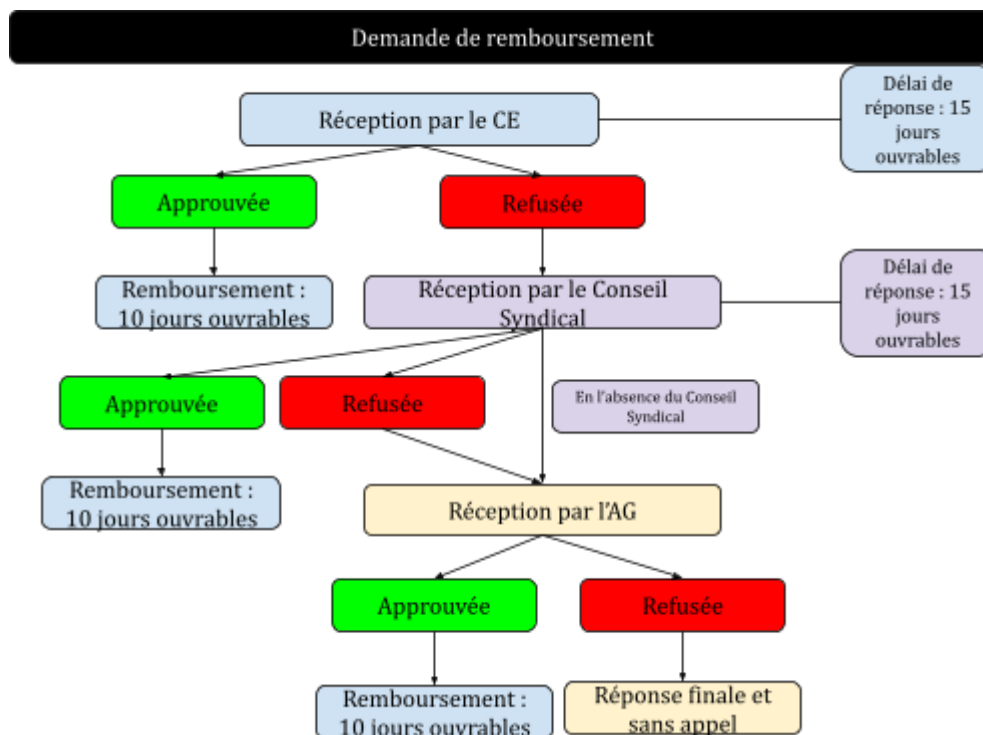 Demande de remboursement
Réception par le CE
Délai de
réponse : 15
jours
ouvrables
Approuvée
Refusée
Remboursement :
10 jours ouvrables
Réception par le Conseil
Syndical
Délai de
réponse : 15
jours
ouvrables
Approuvée
Refusée
En l'absence du Conseil
Syndical
Remboursement :
10 jours ouvrables
Réception par l'AG
Approuvée
Refusée
Remboursement :
10 jours ouvrables
Réponse finale et
sans appel